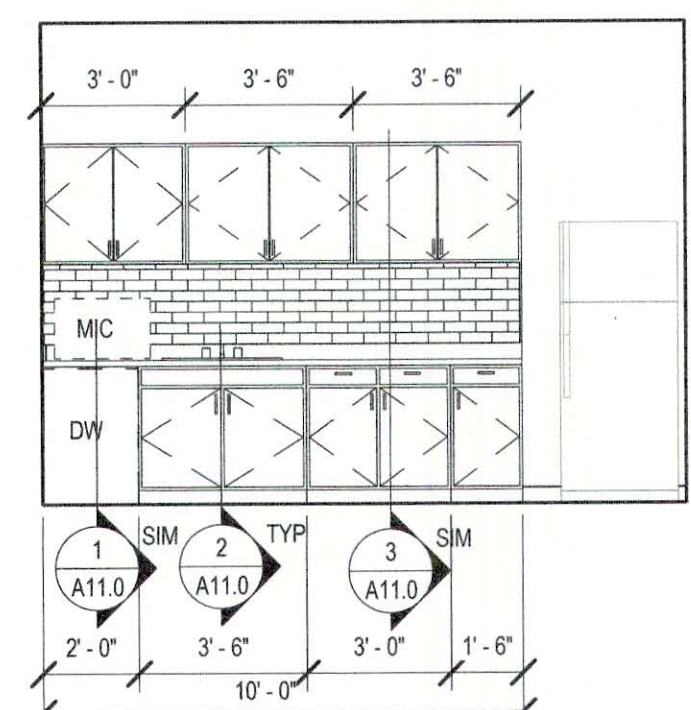 3' - 0" 3' - 6" 3' - 6"
MIC
DW
1 SIM 2 TYP 3 SIM
A11.0 A11.0 A11.0
2' - 0" 3' - 6" 3' - 0" 1' - 6"
10' - 0"